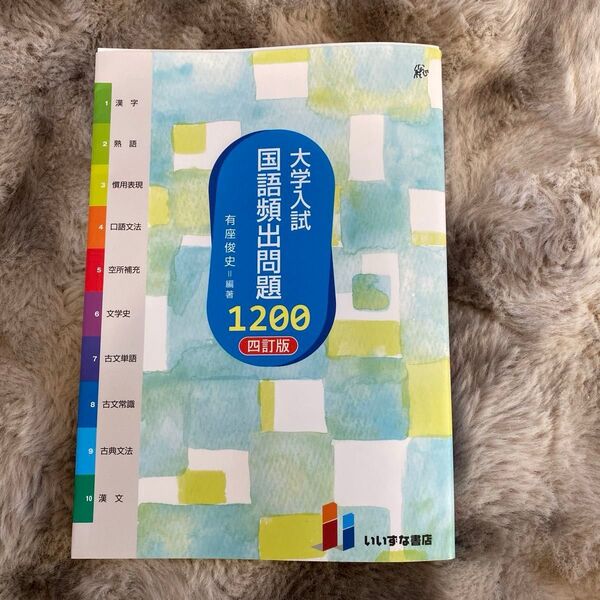 大学入試
国語頻出問題
1200
四訂版
有座俊史=編著
1 漢字
2 熟語
3 慣用表現
4 口語文法
5 空所補充
6 文学史
7 古文単語
8 古文常識
9 古典文法
10 漢文
いいずな書店